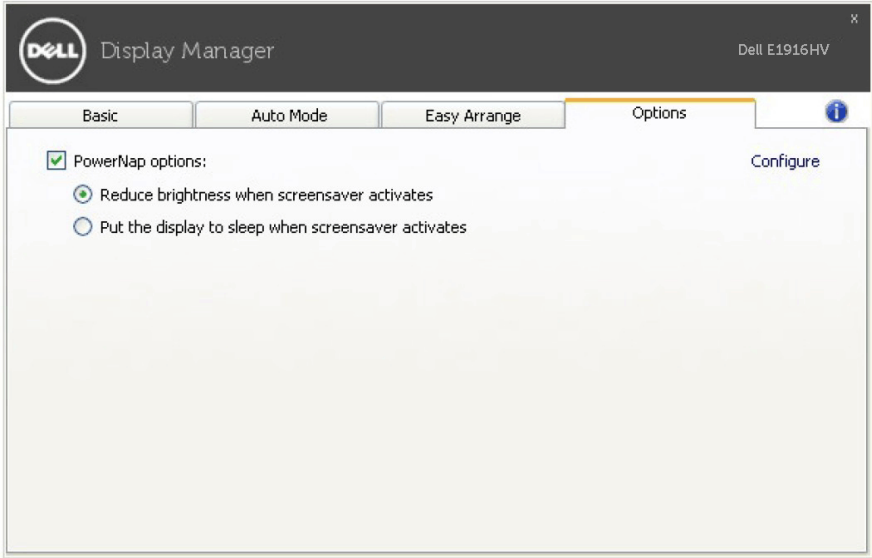 x
DELL Display Manager Dell E1916HV
Basic Auto Mode Easy Arrange Options i
PowerNap options: Configure
Reduce brightness when screensaver activates
Put the display to sleep when screensaver activates